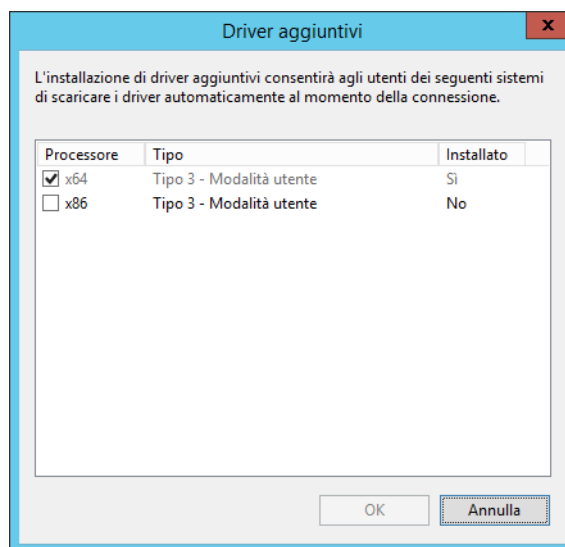 Driver aggiuntivi
x
L'installazione di driver aggiuntivi consentirà agli utenti dei seguenti sistemi
di scaricare i driver automaticamente al momento della connessione.
Processore Tipo Installato
x64 Tipo 3 - Modalità utente Sì
x86 Tipo 3 - Modalità utente No
OK Annulla